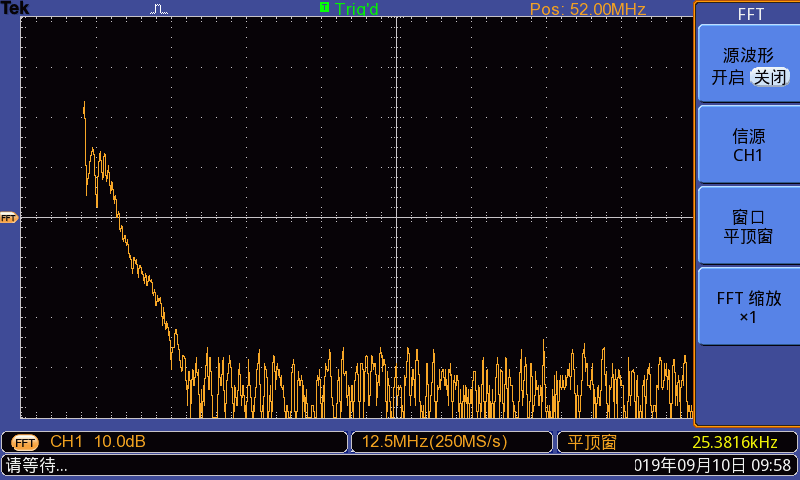 Tek
T Trig'd
Pos: 52.00MHz
FFT
源波形
开启 关闭
信源
CH1
窗口
平顶窗
FFT 缩放
×1
FFT
FFT CH1 10.0dB
12.5MHz(250MS/s)
平顶窗 25.3816kHz
请等待...
019年09月10日 09:58